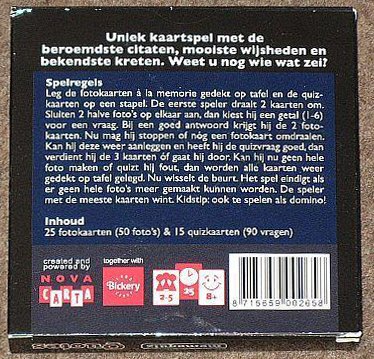 Uniek kaartspel met de
beroemdste citaten, mooiste wijsheden en
bekendste kreten. Weet u nog wie wat zei?
Spelregels
Leg de fotokaarten á la memorie gedekt op tafel en de quiz-
kaarten op een stapel. De eerste speler draait 2 kaarten om.
Sluiten 2 halve foto's op elkaar aan, dan kiest hij een getal (1-6)
voor een vraag. Bij een goed antwoord krijgt hij de 2 foto-
kaarten. Nu mag hij stoppen óf nóg een fotokaart omdraaien.
Kan hij deze weer aanleggen en heeft hij de quizvraag goed, dan
verdient hij de 3 kaarten óf gaat hij door. Kan hij nu geen hele
foto maken of quizt hij fout, dan worden alle kaarten weer
gedekt op tafel gelegd. Nu wisselt de beurt. Het spel eindigt als
er geen hele foto's meer gemaakt kunnen worden. De speler
met de meeste kaarten wint. Kidstip: ook te spelen als domino!
Inhoud
25 fotokaarten (50 foto's) & 15 quizkaarten (90 vragen)
created and
powered by
NOVA
CARTA
together with
Bickery
2-5
25
8+
8 715659 002658